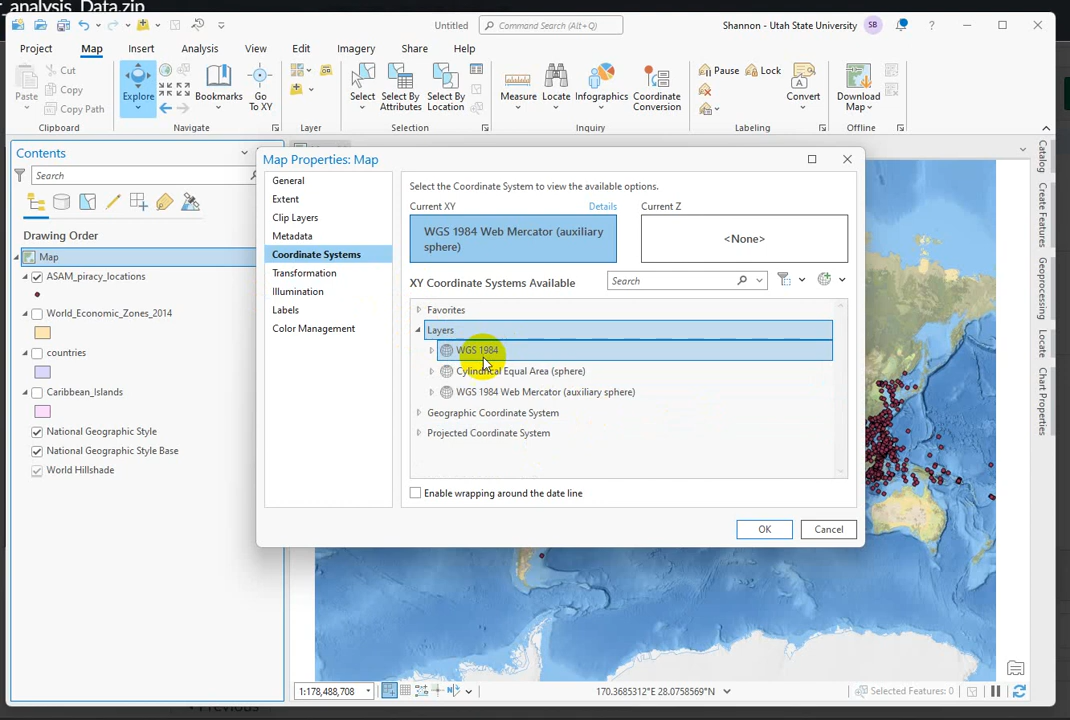 t_analysis_Data.zip
Untitled
Command Search (Alt+Q)
Shannon - Utah State University
SB
?
Project
Map
Insert
Analysis
View
Edit
Imagery
Share
Help
Paste
Cut
Copy
Copy Path
Clipboard
Explore
Bookmarks
Go
To XY
Navigate
Layer
Select
Select By
Attributes
Select By
Location
Selection
Measure
Locate
Infographics
Coordinate
Conversion
Inquiry
Pause
Lock
Convert
Labeling
Download
Map
Offline
Contents
Search
Drawing Order
Map
ASAM_piracy_locations
World_Economic_Zones_2014
countries
Caribbean_Islands
National Geographic Style
National Geographic Style Base
World Hillshade
Map Properties: Map
General
Extent
Clip Layers
Metadata
Coordinate Systems
Transformation
Illumination
Labels
Color Management
Select the Coordinate System to view the available options.
Current XY
Details
Current Z
WGS 1984 Web Mercator (auxiliary
sphere)
<None>
XY Coordinate Systems Available
Search
Favorites
Layers
WGS 1984
Cylindrical Equal Area (sphere)
WGS 1984 Web Mercator (auxiliary sphere)
Geographic Coordinate System
Projected Coordinate System
Enable wrapping around the date line
OK
Cancel
Catalog
Create Features
Geoprocessing
Locate
Chart Properties
1:178,488,708
170.3685312°E 28.0758569°N
Selected Features: 0
Previous